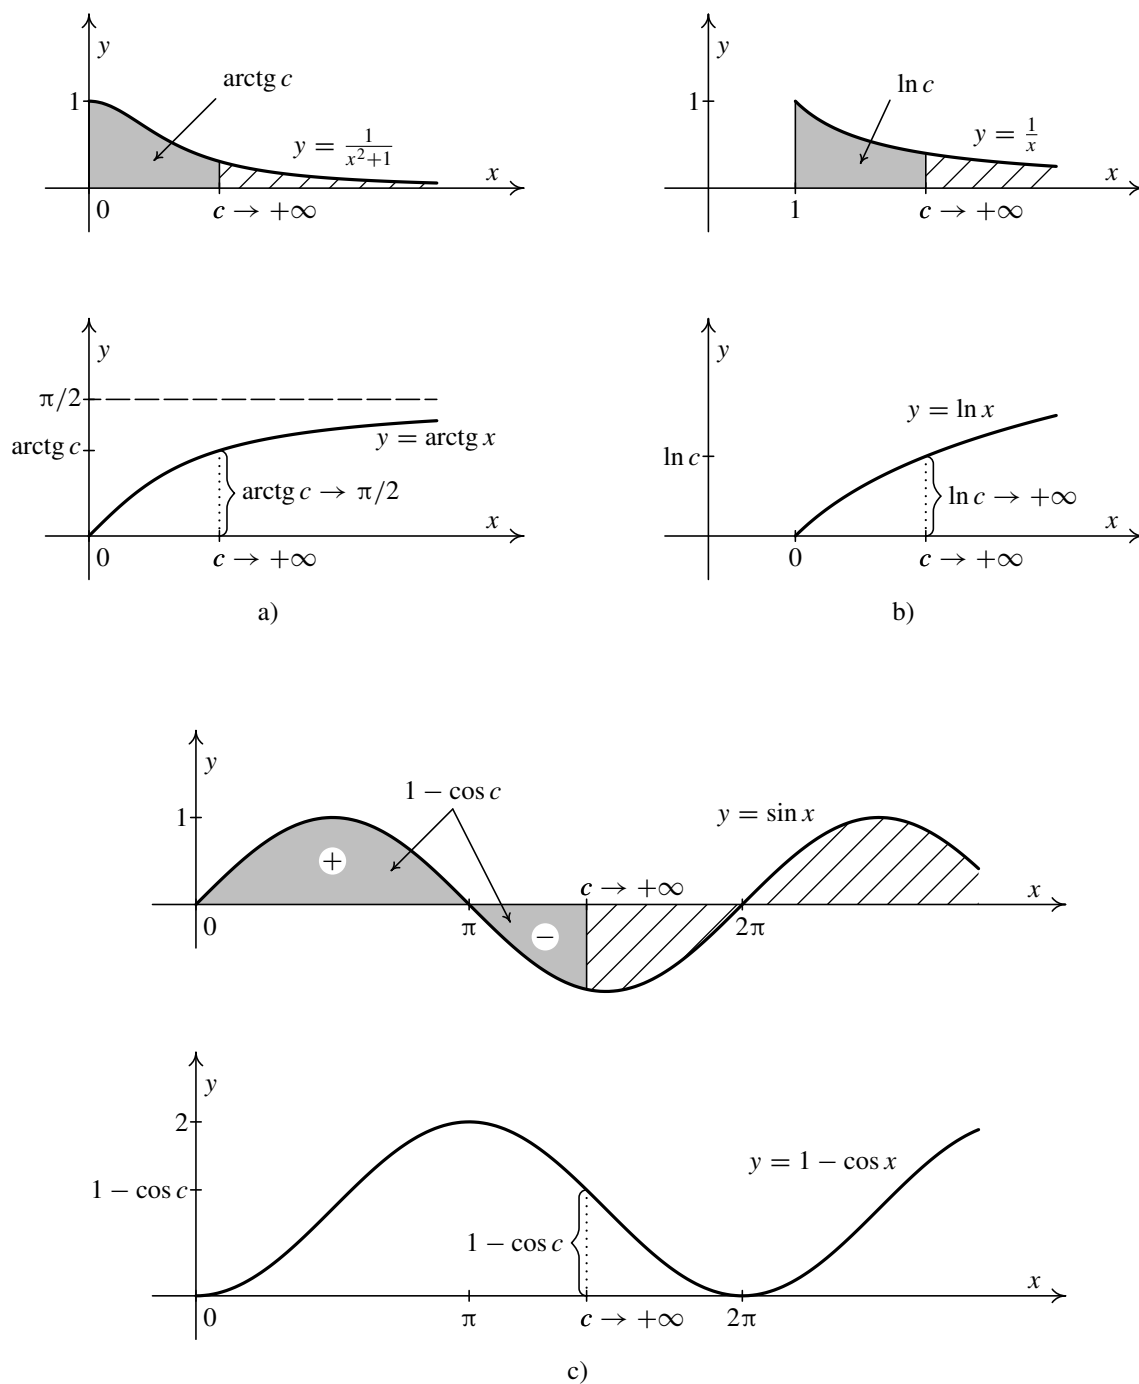 y
arctg c
1
y = 1/(x²+1)
x
0
c → +∞
y
ln c
1
y = 1/x
x
1
c → +∞
y
π/2
arctg c
y = arctg x
arctg c → π/2
x
0
c → +∞
a)
y
y = ln x
ln c
ln c → +∞
x
0
c → +∞
b)
y
1 − cos c
1
y = sin x
+
c → +∞
x
0
π
−
2π
y
2
y = 1 − cos x
1 − cos c
1 − cos c
x
0
π
c → +∞
2π
c)